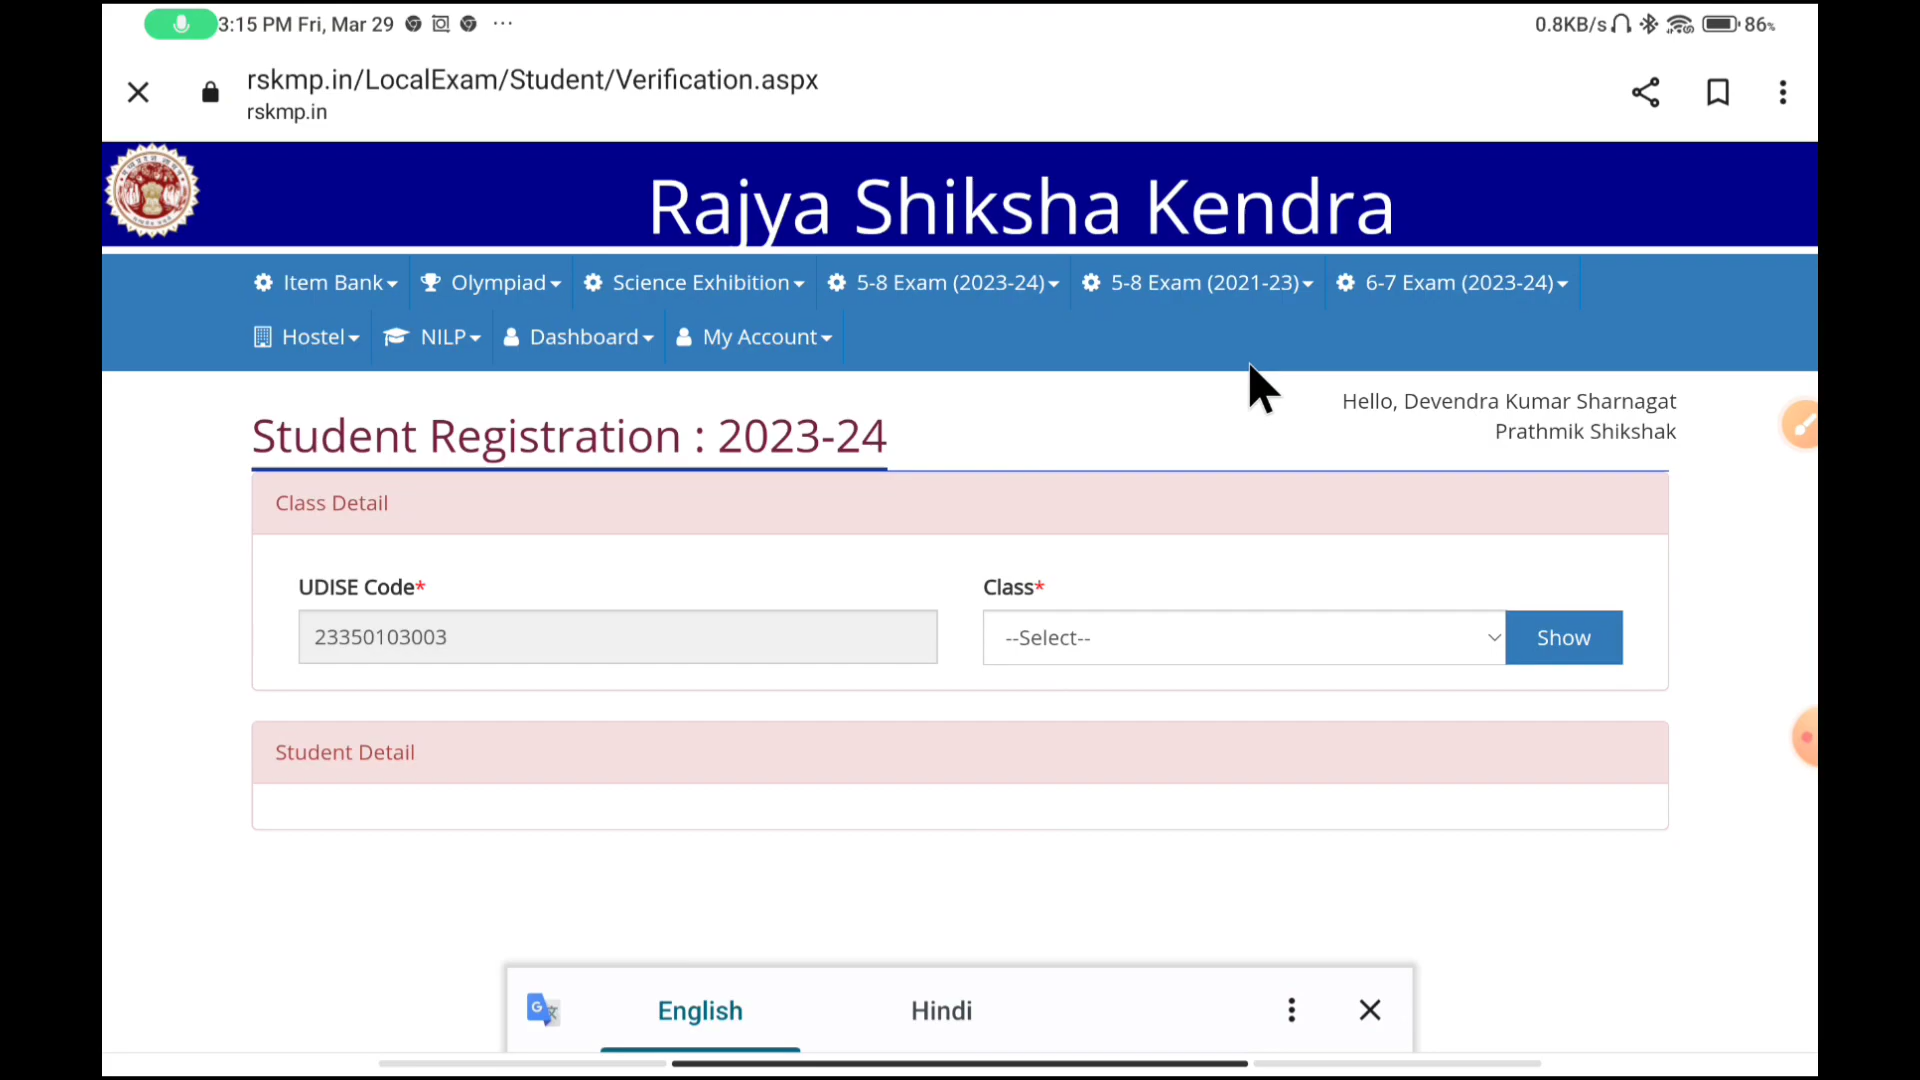 3:15 PM Fri, Mar 29 ... 0.8KB/s 86%
rskmp.in/LocalExam/Student/Verification.aspx
rskmp.in
Rajya Shiksha Kendra
Item Bank Olympiad Science Exhibition 5-8 Exam (2023-24) 5-8 Exam (2021-23) 6-7 Exam (2023-24)
Hostel NILP Dashboard My Account
Hello, Devendra Kumar Sharnagat
Prathmik Shikshak
Student Registration : 2023-24
Class Detail
UDISE Code* Class*
23350103003 --Select-- Show
Student Detail
English Hindi